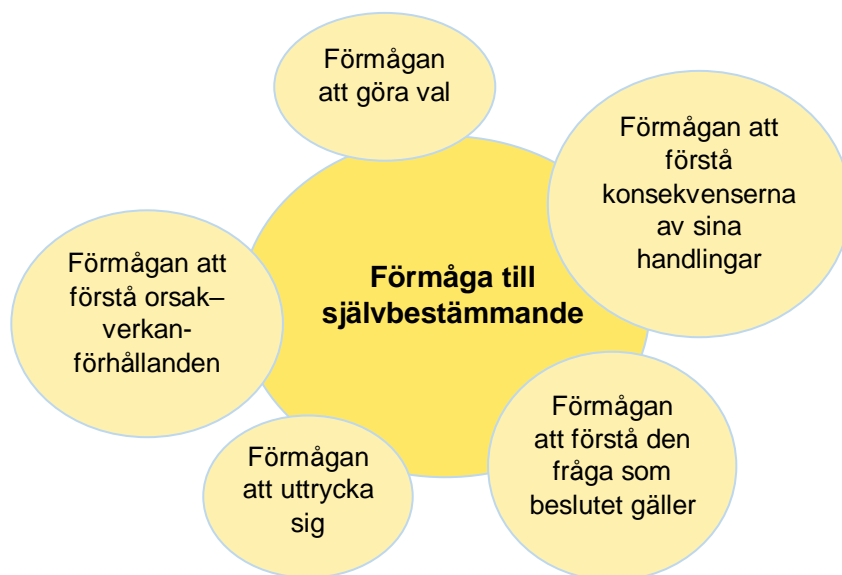 Förmågan
att göra val
Förmågan att
förstå
konsekvenserna
av sina
handlingar
Förmågan att
förstå orsak–
verkan-
förhållanden
Förmåga till
självbestämmande
Förmågan
att förstå den
fråga som
beslutet gäller
Förmågan
att uttrycka
sig